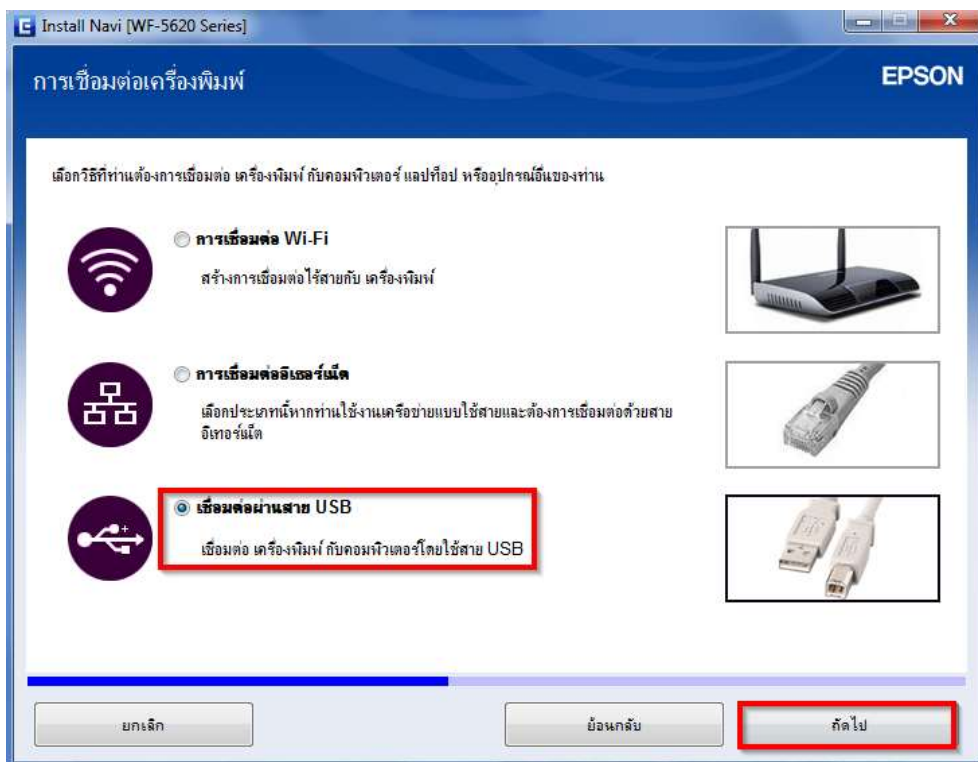 Install Navi [WF-5620 Series]
การเชื่อมต่อเครื่องพิมพ์
EPSON
เลือกวิธีที่ท่านต้องการเชื่อมต่อ เครื่องพิมพ์ กับคอมพิวเตอร์ แลปท็อป หรืออุปกรณ์อื่นของท่าน
การเชื่อมต่อ Wi-Fi
สร้างการเชื่อมต่อไร้สายกับ เครื่องพิมพ์
การเชื่อมต่ออีเธอร์เน็ต
เลือกประเภทนี้หากท่านใช้งานเครือข่ายแบบใช้สายและต้องการเชื่อมต่อด้วยสาย
อีเทอร์เน็ต
เชื่อมต่อผ่านสาย USB
เชื่อมต่อ เครื่องพิมพ์ กับคอมพิวเตอร์โดยใช้สาย USB
ยกเลิก
ย้อนกลับ
ถัดไป